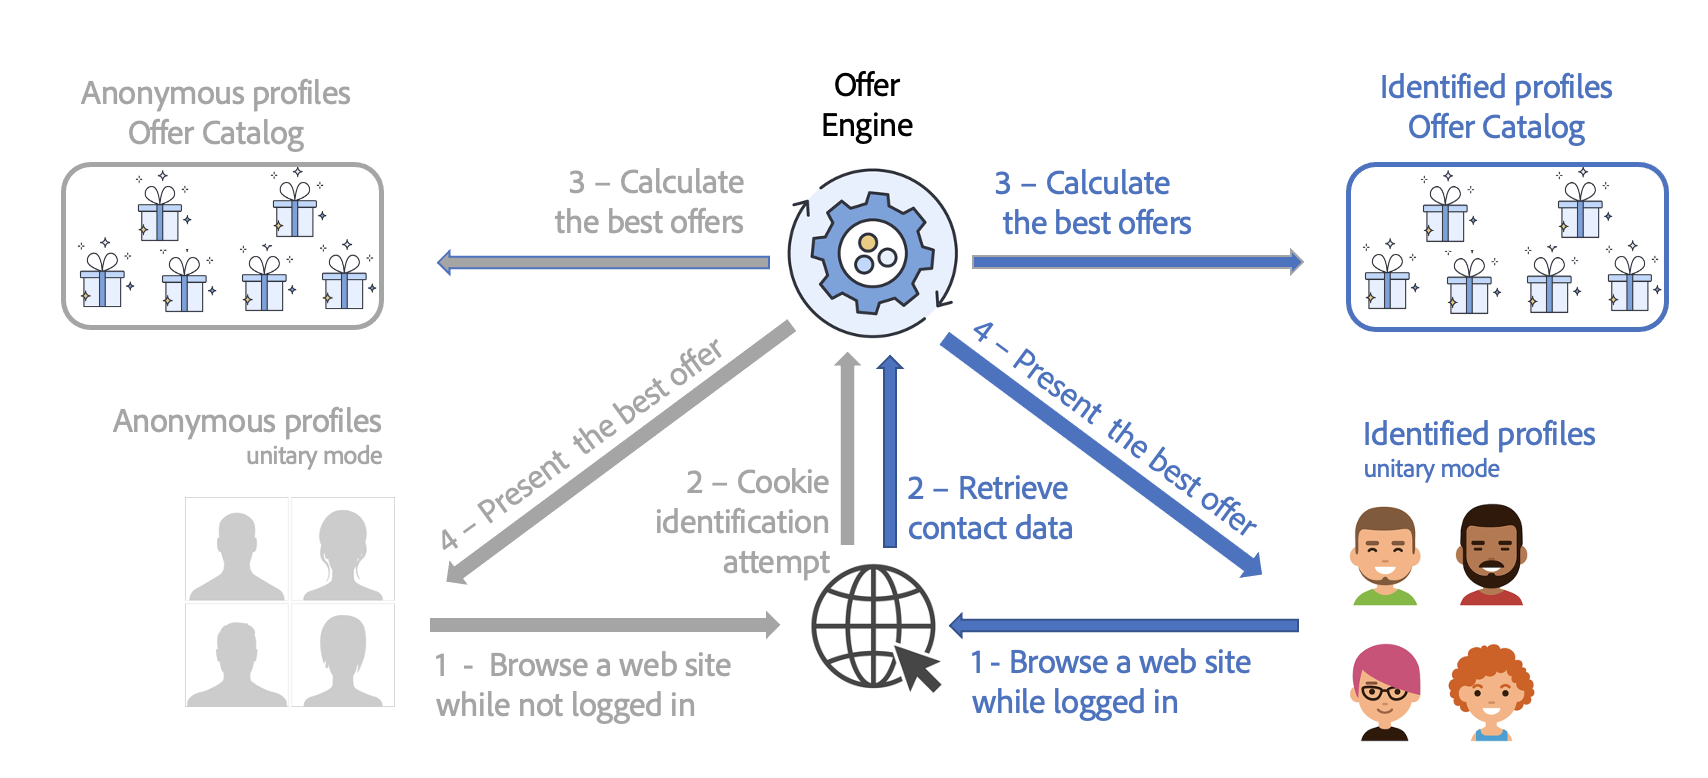 Anonymous profiles
Offer Catalog
Offer
Engine
Identified profiles
Offer Catalog
3 – Calculate
the best offers
3 – Calculate
the best offers
4 – Present the best offer
4 – Present the best offer
Anonymous profiles
unitary mode
Identified profiles
unitary mode
2 – Cookie
identification
attempt
2 – Retrieve
contact data
1 - Browse a web site
while not logged in
1 - Browse a web site
while logged in